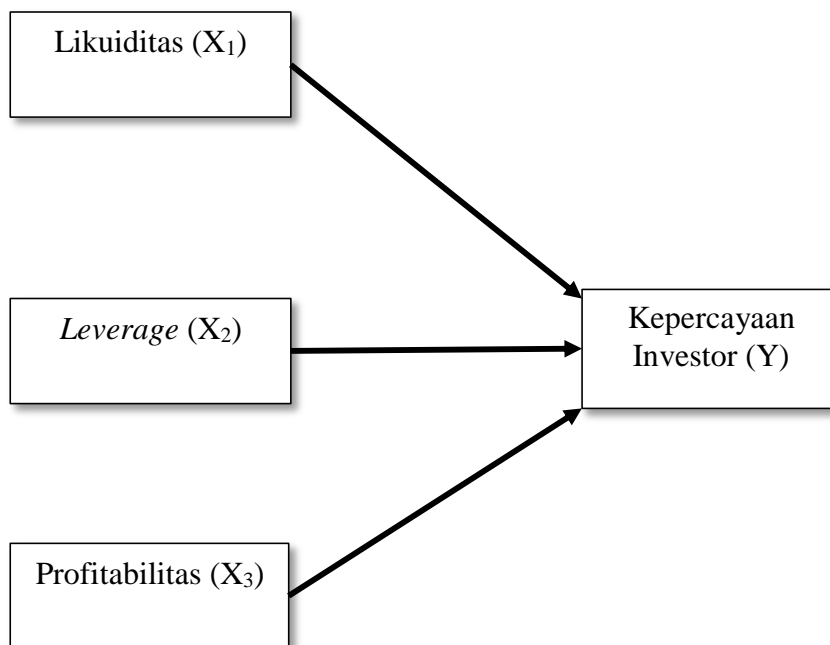 Likuiditas (X₁)
Leverage (X₂)
Kepercayaan
Investor (Y)
Profitabilitas (X₃)